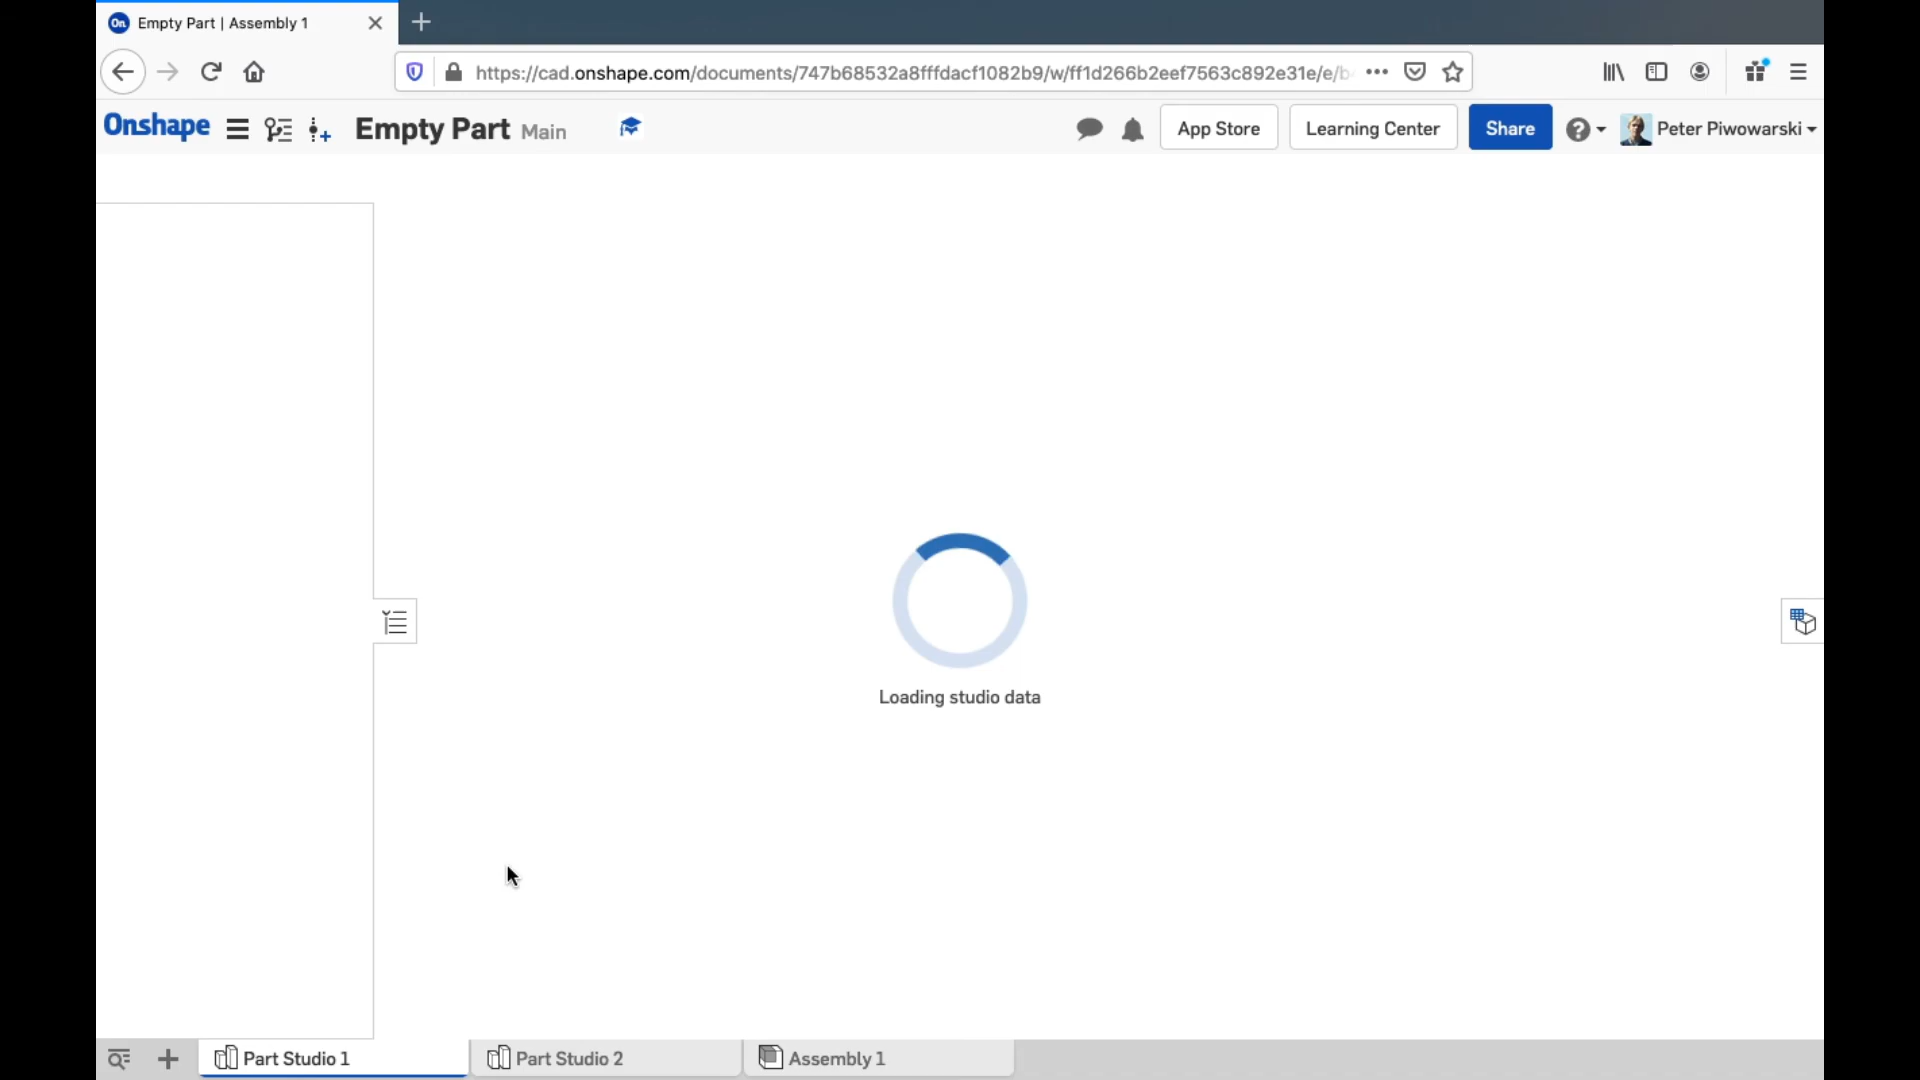 On Empty Part | Assembly 1
https://cad.onshape.com/documents/747b68532a8fffdacf1082b9/w/ff1d266b2eef7563c892e31e/e/b
Onshape Empty Part Main App Store Learning Center Share Peter Piwowarski
Loading studio data
Part Studio 1 Part Studio 2 Assembly 1